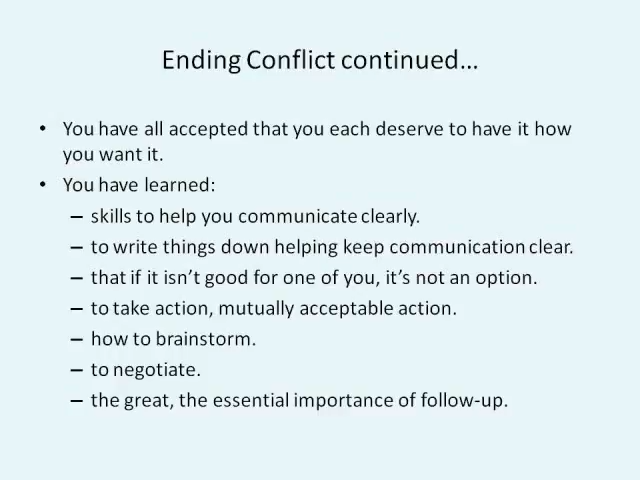 Ending Conflict continued…
• You have all accepted that you each deserve to have it how
you want it.
• You have learned:
– skills to help you communicate clearly.
– to write things down helping keep communication clear.
– that if it isn’t good for one of you, it’s not an option.
– to take action, mutually acceptable action.
– how to brainstorm.
– to negotiate.
– the great, the essential importance of follow-up.